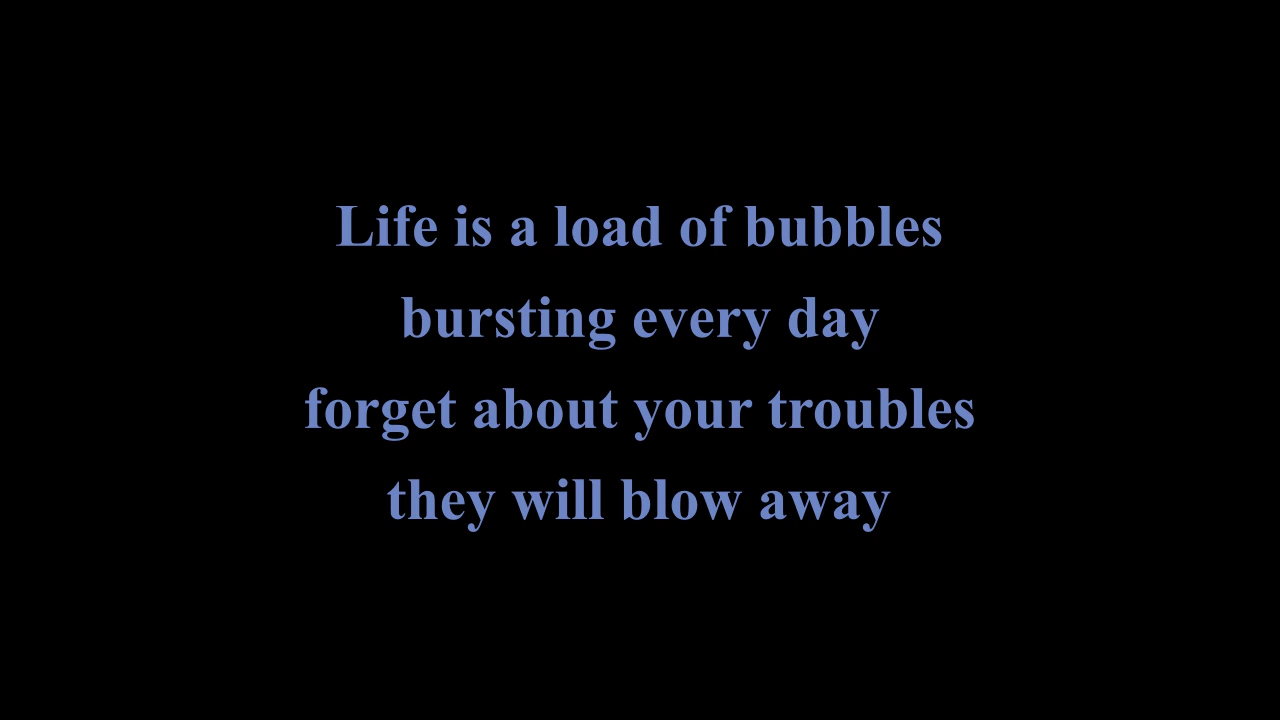 Life is a load of bubbles
bursting every day
forget about your troubles
they will blow away